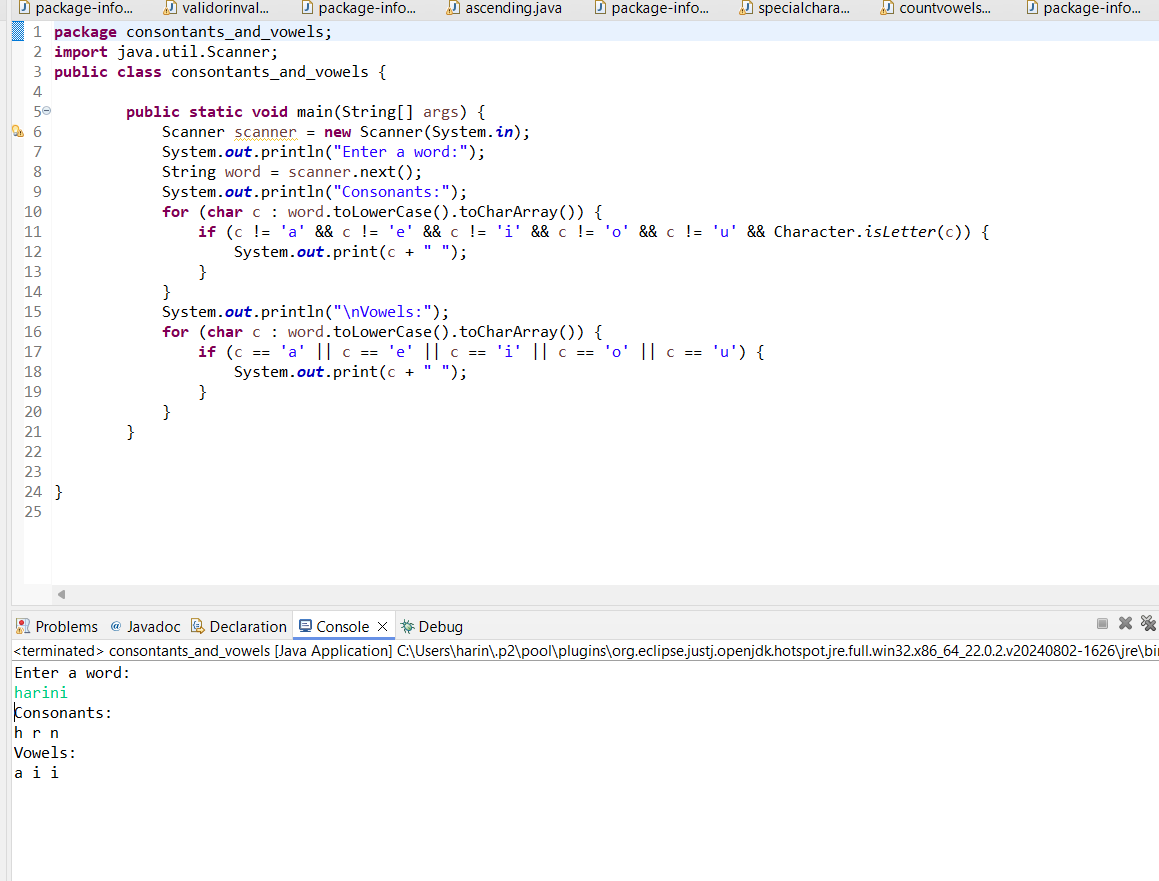 package-info... validorinval... package-info... ascending.java package-info... specialchara... countvowels... package-info...
1 package consontants_and_vowels;
2 import java.util.Scanner;
3 public class consontants_and_vowels {
4
5 public static void main(String[] args) {
6 Scanner scanner = new Scanner(System.in);
7 System.out.println("Enter a word:");
8 String word = scanner.next();
9 System.out.println("Consonants:");
10 for (char c : word.toLowerCase().toCharArray()) {
11 if (c != 'a' && c != 'e' && c != 'i' && c != 'o' && c != 'u' && Character.isLetter(c)) {
12 System.out.print(c + " ");
13 }
14 }
15 System.out.println("\nVowels:");
16 for (char c : word.toLowerCase().toCharArray()) {
17 if (c == 'a' || c == 'e' || c == 'i' || c == 'o' || c == 'u') {
18 System.out.print(c + " ");
19 }
20 }
21 }
22
23
24 }
25
Problems @ Javadoc Declaration Console Debug
<terminated> consontants_and_vowels [Java Application] C:\Users\harin\.p2\pool\plugins\org.eclipse.justj.openjdk.hotspot.jre.full.win32.x86_64_22.0.2.v20240802-1626\jre\bin
Enter a word:
harini
Consonants:
h r n
Vowels:
a i i